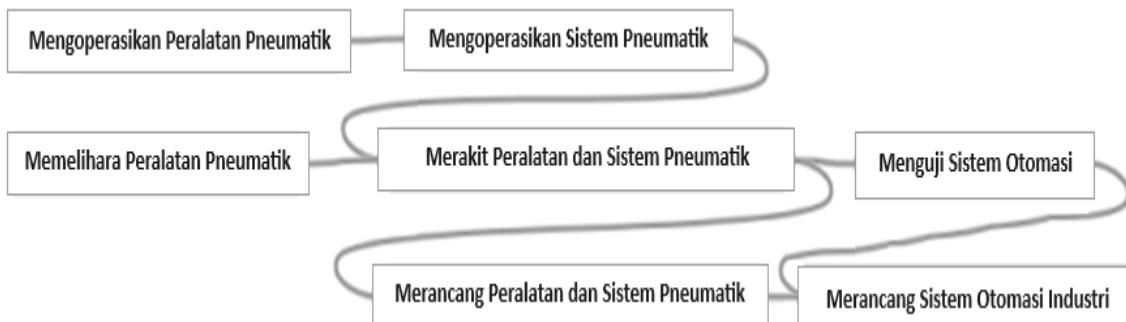 Mengoperasikan Peralatan Pneumatik
Mengoperasikan Sistem Pneumatik
Memelihara Peralatan Pneumatik
Merakit Peralatan dan Sistem Pneumatik
Menguji Sistem Otomasi
Merancang Peralatan dan Sistem Pneumatik
Merancang Sistem Otomasi Industri